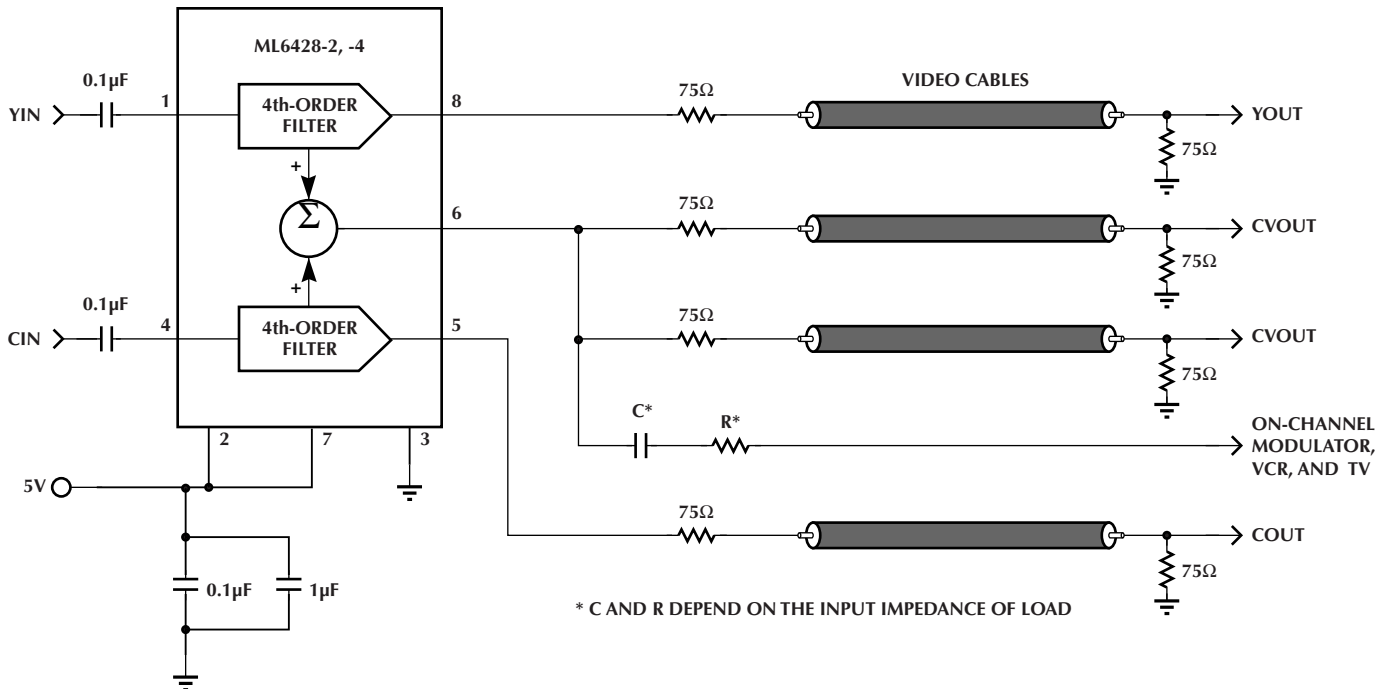 ML6428-2, -4
0.1µF
YIN
1
4th-ORDER
FILTER
8
75Ω
VIDEO CABLES
YOUT
75Ω
+
Σ
6
75Ω
CVOUT
75Ω
+
0.1µF
CIN
4
4th-ORDER
FILTER
5
75Ω
CVOUT
75Ω
C*
R*
ON-CHANNEL
MODULATOR,
VCR, AND TV
2
7
3
5V
75Ω
COUT
75Ω
0.1µF
1µF
* C AND R DEPEND ON THE INPUT IMPEDANCE OF LOAD